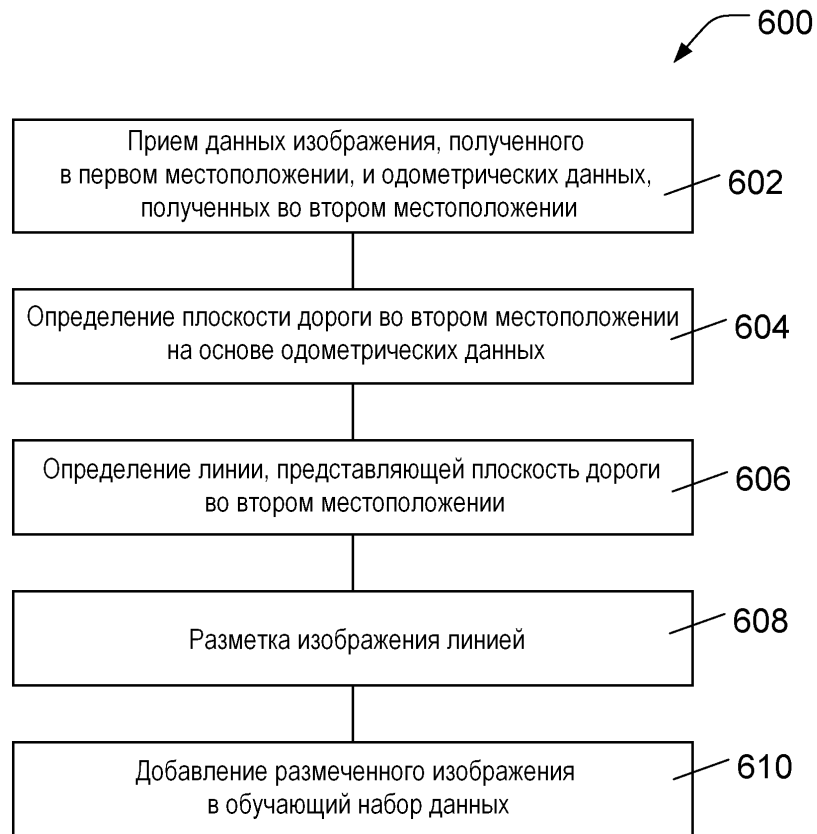 600
Прием данных изображения, полученного
в первом местоположении, и одометрических данных,
полученных во втором местоположении
602
Определение плоскости дороги во втором местоположении
на основе одометрических данных
604
Определение линии, представляющей плоскость дороги
во втором местоположении
606
Разметка изображения линией
608
Добавление размеченного изображения
в обучающий набор данных
610